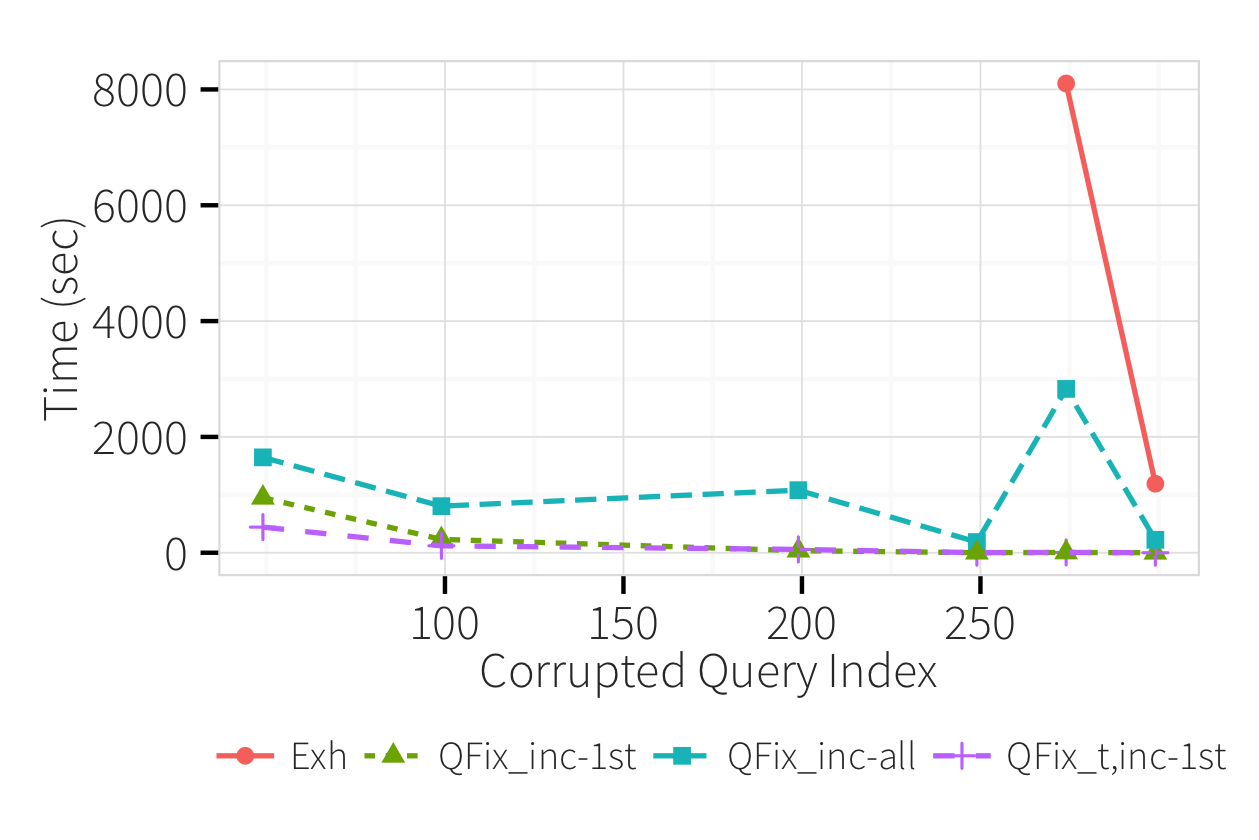 8000
6000
4000
2000
0
Time (sec)
100 150 200 250
Corrupted Query Index
Exh QFix_inc-1st QFix_inc-all QFix_t,inc-1st